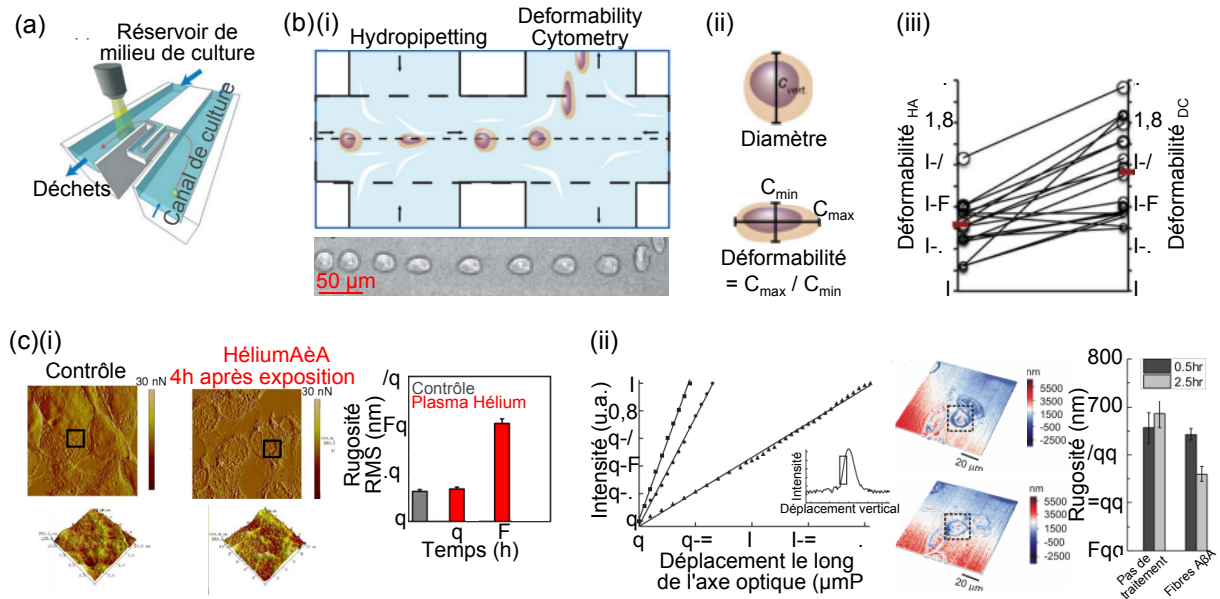 (a)
Réservoir de
milieu de culture
Déchets
Canal de culture
(b)(i)
Hydropipetting
Deformability
Cytometry
50 µm
(ii)
Cvert.
Diamètre
Cmin
Cmax
Déformabilité
= Cmax / Cmin
(iii)
Déformabilité HA
1,8
I-/
I-F
I-.
I
Déformabilité DC
1,8
I-/
I-F
I-.
I
(c)(i)
Contrôle
30 nN
HéliumAèA
4h après exposition
30 nN
Rugosité
RMS (nm)
/q
Fq
.q
q
Contrôle
Plasma Hélium
q
F
Temps (h)
(ii)
Intensité (u.a.)
I
0,8
q-/
q-F
q-.
q
q
q-=
I
I-=
.
Déplacement le long
de l'axe optique (µmP
Intensité
Déplacement vertical
nm
5500
3500
1500
-500
-2500
20 µm
nm
5500
3500
1500
-500
-2500
20 µm
Rugosité (nm)
800
700
/qq
=qq
Fqq
0.5hr
2.5hr
Pas de
traitement
Fibres AβA